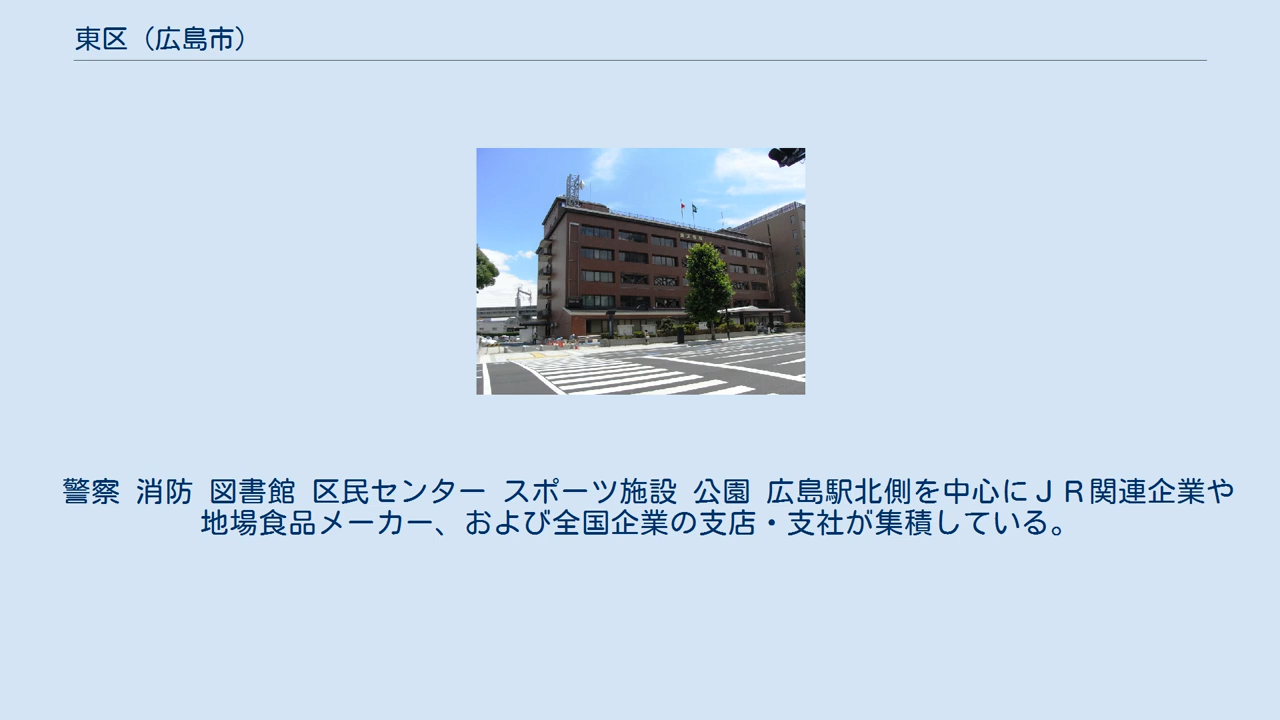 東区（広島市）
警察 消防 図書館 区民センター スポーツ施設 公園 広島駅北側を中心にＪＲ関連企業や
地場食品メーカー、および全国企業の支店・支社が集積している。